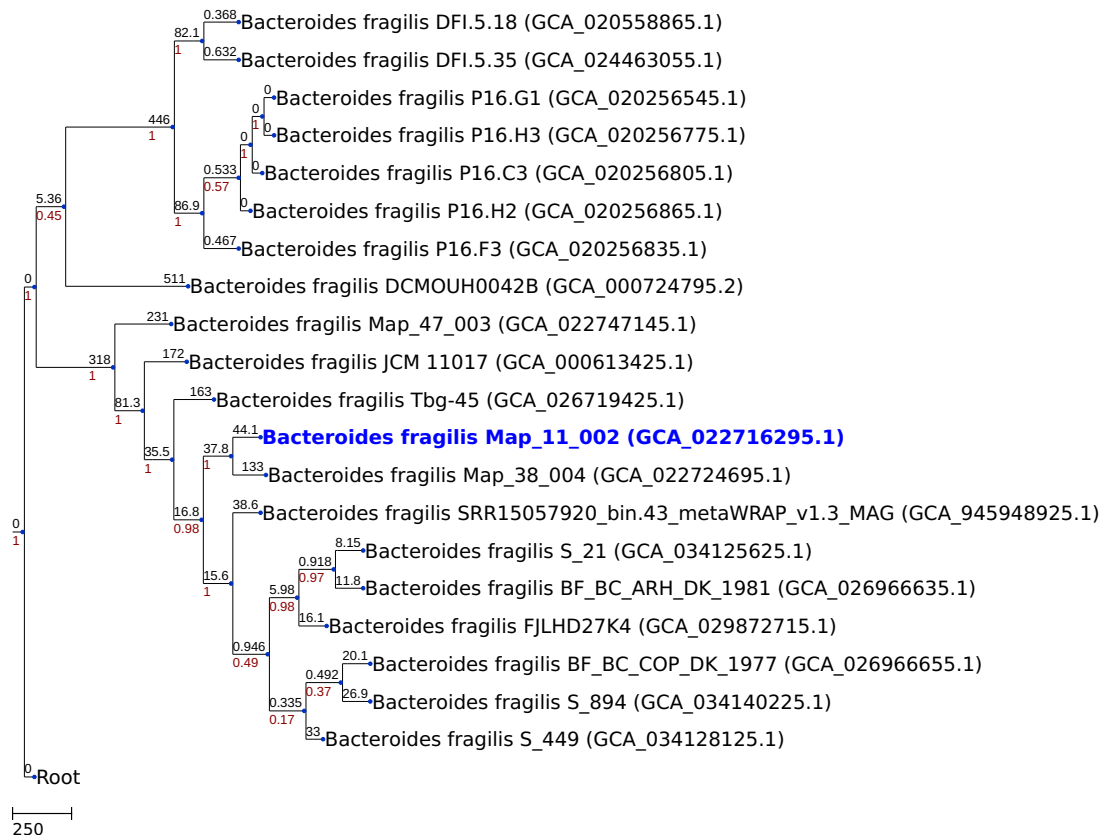 0.368 Bacteroides fragilis DFI.5.18 (GCA_020558865.1)
82.1
1
0.632 Bacteroides fragilis DFI.5.35 (GCA_024463055.1)
0 Bacteroides fragilis P16.G1 (GCA_020256545.1)
0
1
446
1
0 Bacteroides fragilis P16.H3 (GCA_020256775.1)
0
1
0 Bacteroides fragilis P16.C3 (GCA_020256805.1)
0.533
0.57
5.36
0.45
86.9
1
0 Bacteroides fragilis P16.H2 (GCA_020256865.1)
0.467 Bacteroides fragilis P16.F3 (GCA_020256835.1)
0
1
511 Bacteroides fragilis DCMOUH0042B (GCA_000724795.2)
231 Bacteroides fragilis Map_47_003 (GCA_022747145.1)
318
1
172 Bacteroides fragilis JCM 11017 (GCA_000613425.1)
81.3
1
163 Bacteroides fragilis Tbg-45 (GCA_026719425.1)
44.1 Bacteroides fragilis Map_11_002 (GCA_022716295.1)
35.5
1
37.8
1
133 Bacteroides fragilis Map_38_004 (GCA_022724695.1)
16.8
0.98
38.6 Bacteroides fragilis SRR15057920_bin.43_metaWRAP_v1.3_MAG (GCA_945948925.1)
0
1
8.15 Bacteroides fragilis S_21 (GCA_034125625.1)
0.918
0.97
15.6
1
11.8 Bacteroides fragilis BF_BC_ARH_DK_1981 (GCA_026966635.1)
5.98
0.98
16.1 Bacteroides fragilis FJLHD27K4 (GCA_029872715.1)
0.946
0.49
20.1 Bacteroides fragilis BF_BC_COP_DK_1977 (GCA_026966655.1)
0.492
0.37
26.9 Bacteroides fragilis S_894 (GCA_034140225.1)
0.335
0.17
33 Bacteroides fragilis S_449 (GCA_034128125.1)
0 Root
250